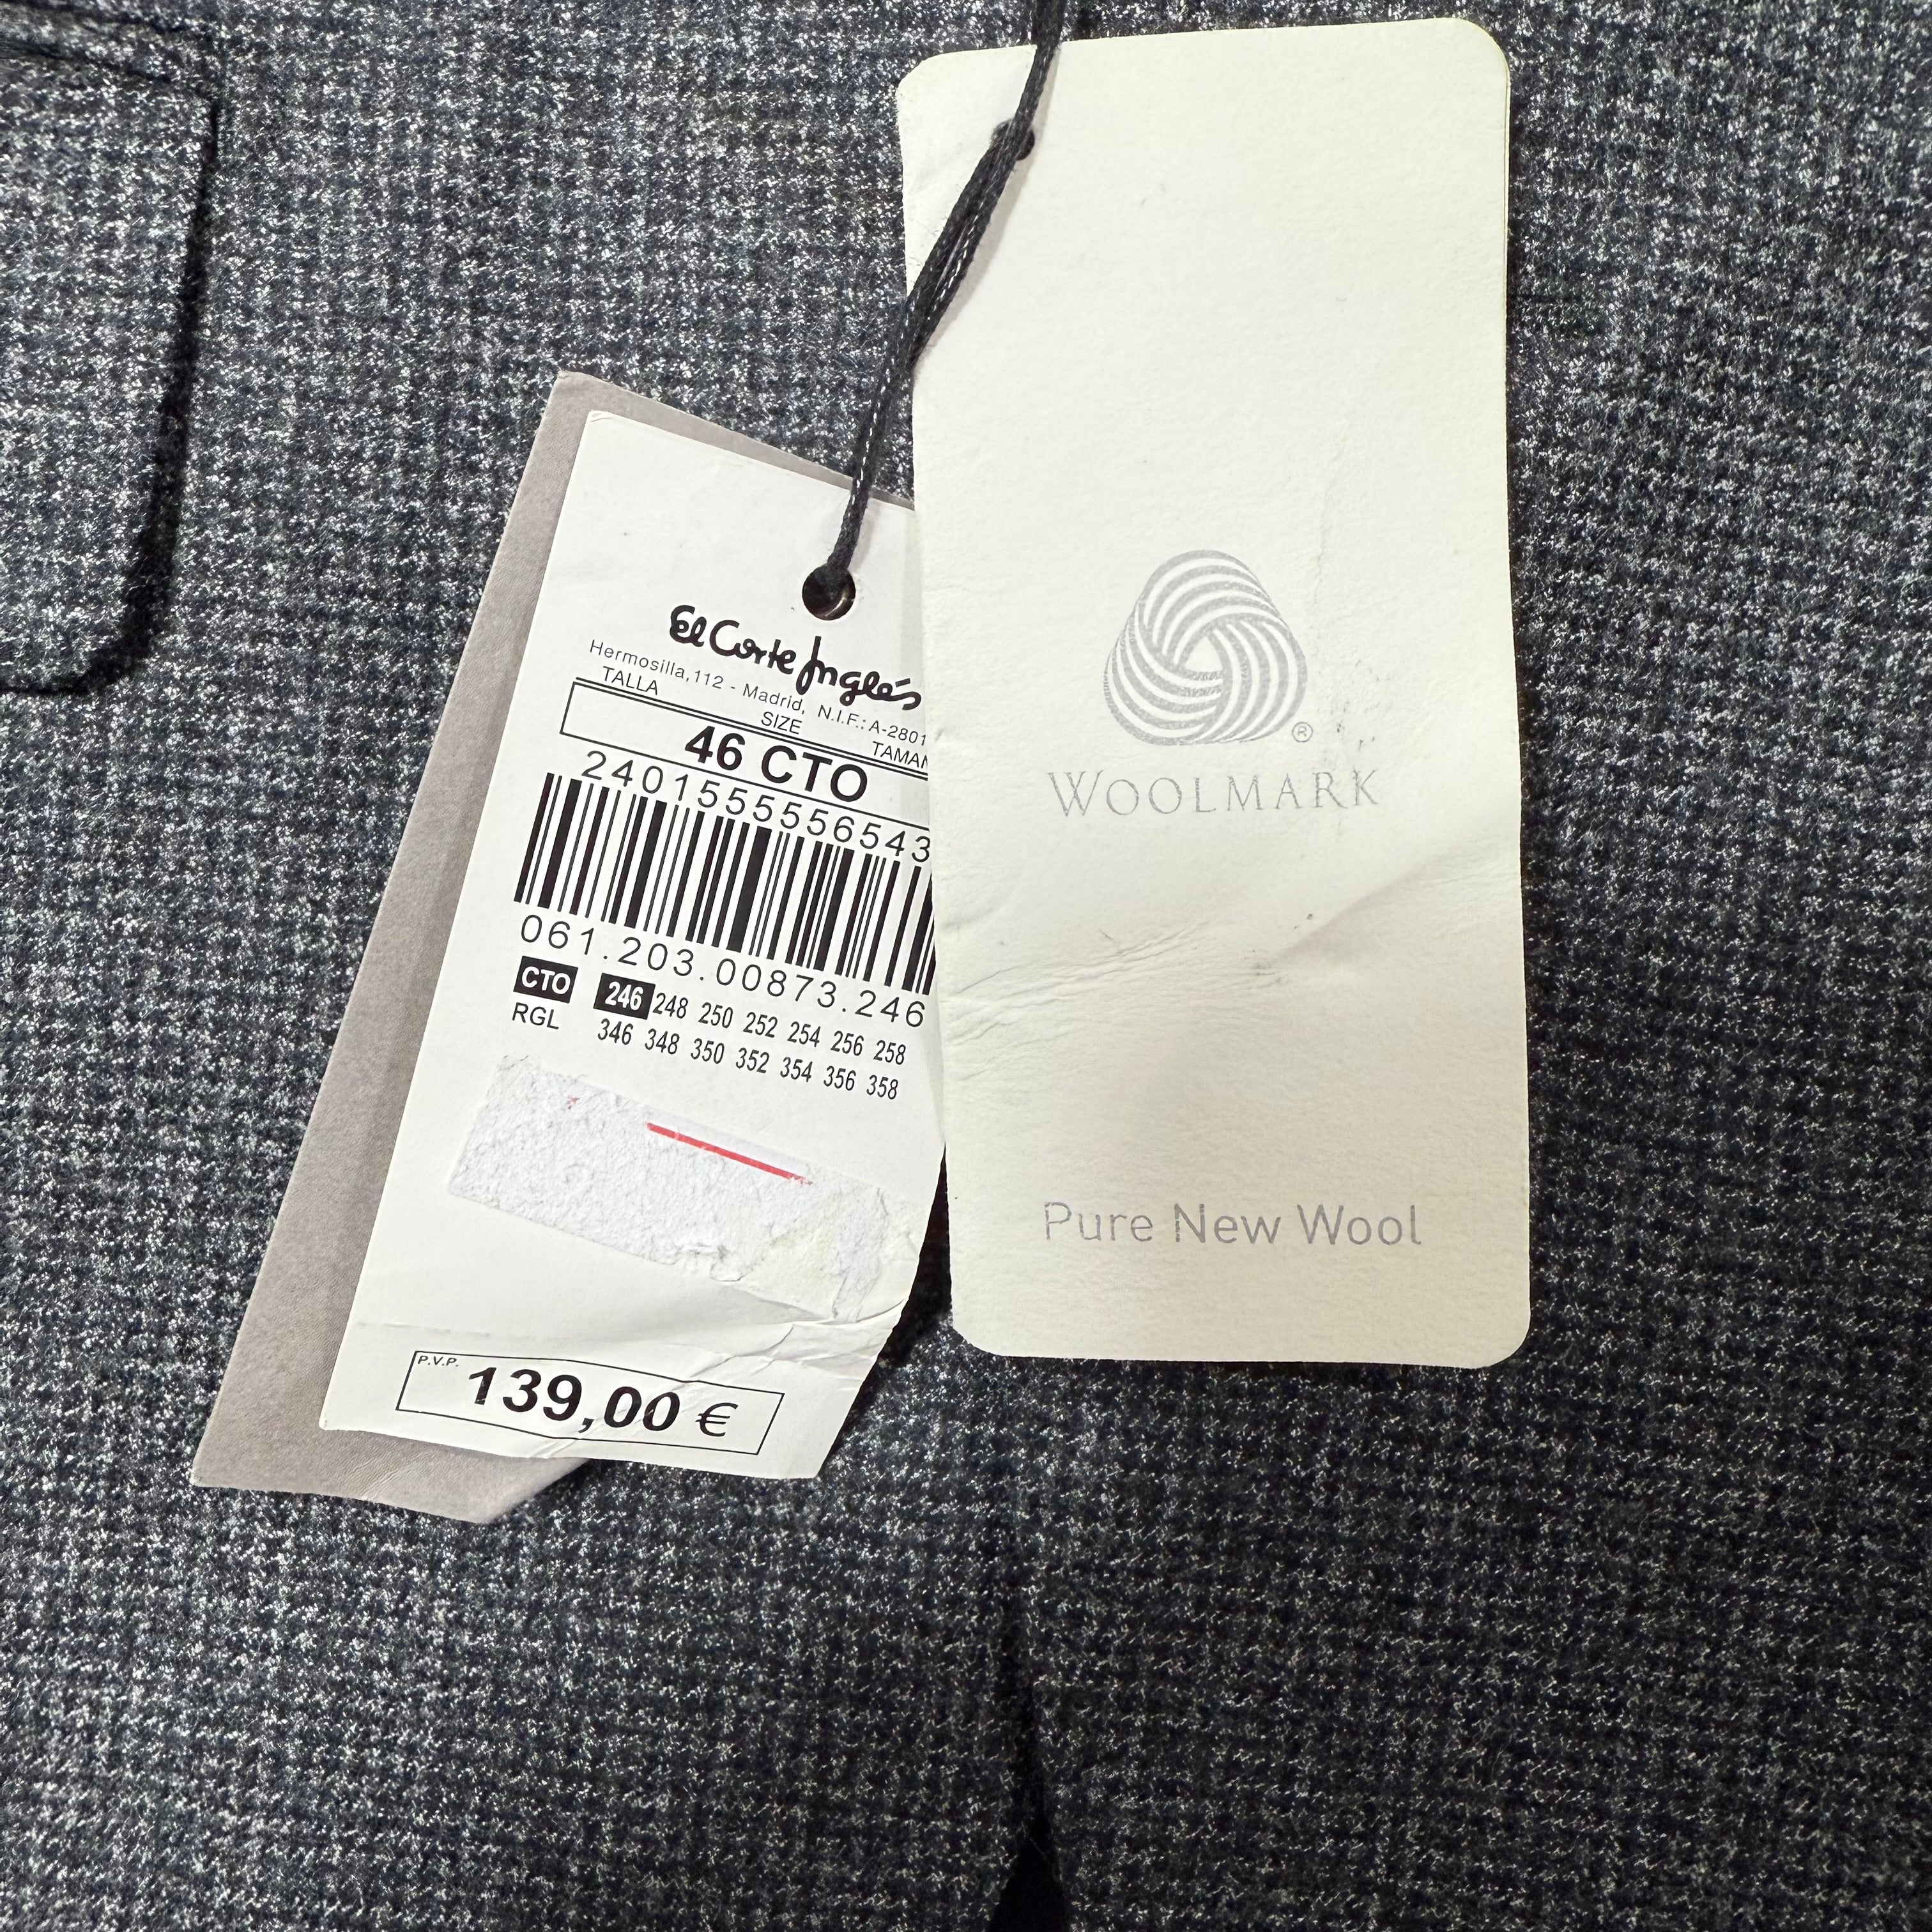 El Corte Inglés
Hermosilla, 112 - Madrid, N.I.F.: A-2801
TALLA SIZE TAMAN
46 CTO
2401555556543
061.203.00873.246
CTO 246 248 250 252 254 256 258
RGL 346 348 350 352 354 356 358
P.V.P.
139,00 €
®
WOOLMARK
Pure New Wool